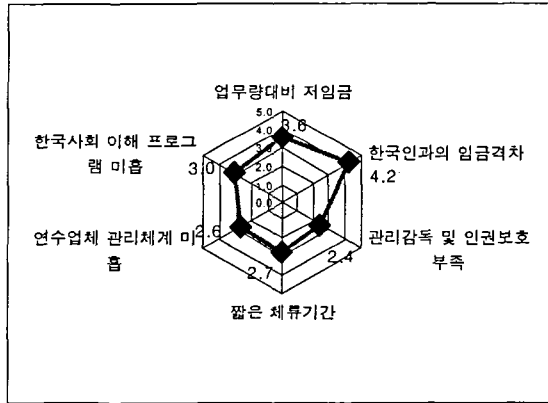 업무량대비 저임금
5.0
3.6
4.0
3.0
2.0
1.0
0.0
한국사회 이해 프로그
램 미흡
3.0
한국인과의 임금격차
4.2
연수업체 관리체계 미
흡
2.6
관리감독 및 인권보호
부족
2.4
2.7
짧은 체류기간